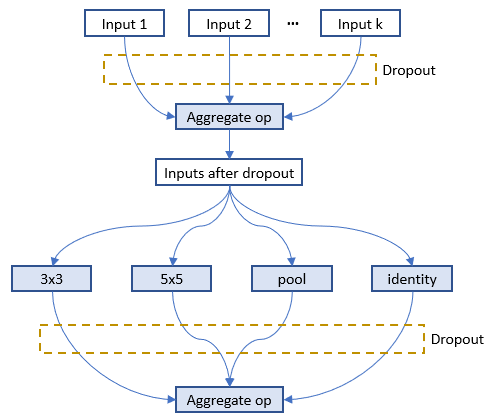 Input 1 Input 2 ... Input k
Dropout
Aggregate op
Inputs after dropout
3x3 5x5 pool identity
Dropout
Aggregate op